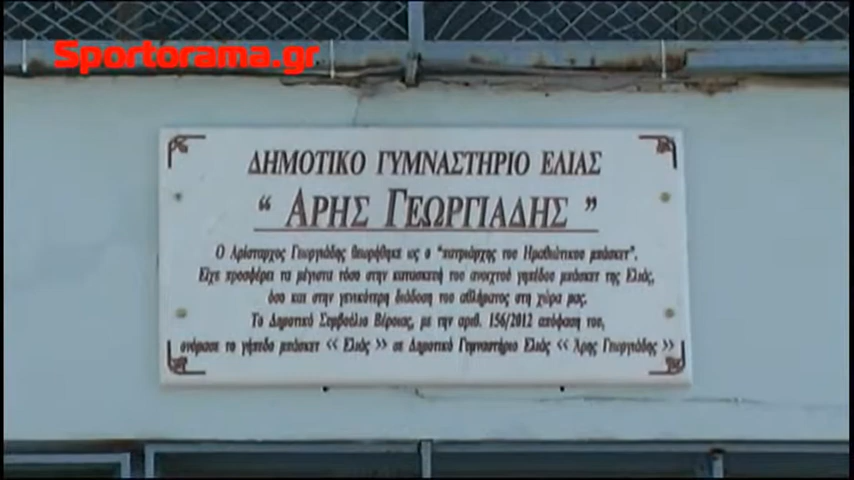 Sportorama.gr
ΔΗΜΟΤΙΚΟ ΓΥΜΝΑΣΤΗΡΙΟ ΕΛΙΑΣ
“ ΑΡΗΣ ΓΕΩΡΓΙΑΔΗΣ ”
Ο Αρίσταρχος Γεωργιάδης θεωρήθηκε ως ο “πατριάρχης του Ημαθιώτικου μπάσκετ”.
Είχε προσφέρει τα μέγιστα τόσο στην κατασκευή του ανοιχτού γηπέδου μπάσκετ της Ελιάς,
όσο και στην γενικότερη διάδοση του αθλήματος στη χώρα μας.
Το Δημοτικό Συμβούλιο Βέροιας, με την αριθ. 156/2012 απόφαση του,
ονόμασε το γήπεδο μπάσκετ << Ελιάς >> σε Δημοτικό Γυμναστήριο Ελιάς << Άρης Γεωργιάδης >>